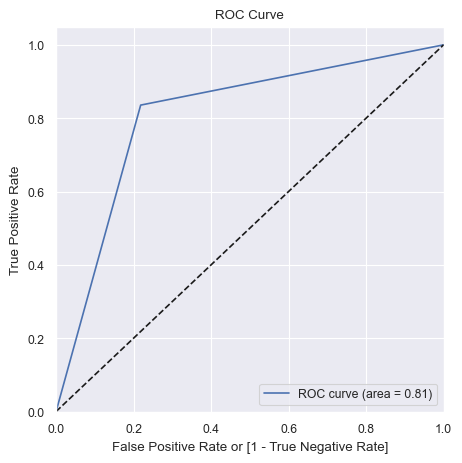 ROC Curve
1.0
0.8
0.6
0.4
0.2
0.0
True Positive Rate
ROC curve (area = 0.81)
0.0 0.2 0.4 0.6 0.8 1.0
False Positive Rate or [1 - True Negative Rate]